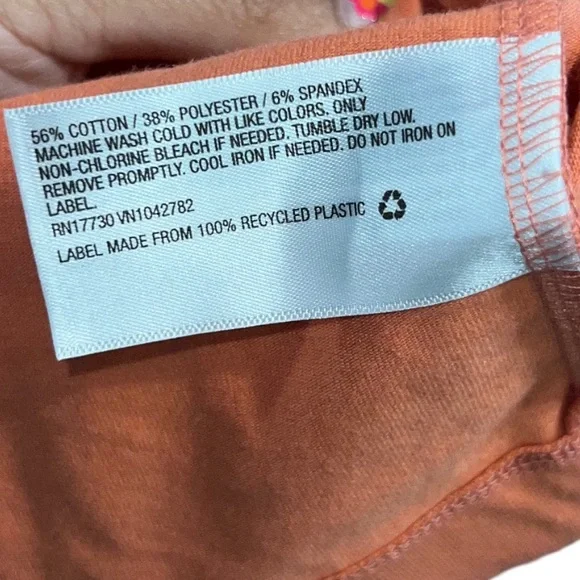 56% COTTON / 38% POLYESTER / 6% SPANDEX
MACHINE WASH COLD WITH LIKE COLORS. ONLY
NON-CHLORINE BLEACH IF NEEDED. TUMBLE DRY LOW.
REMOVE PROMPTLY. COOL IRON IF NEEDED. DO NOT IRON ON
LABEL.
RN17730 VN1042782
LABEL MADE FROM 100% RECYCLED PLASTIC